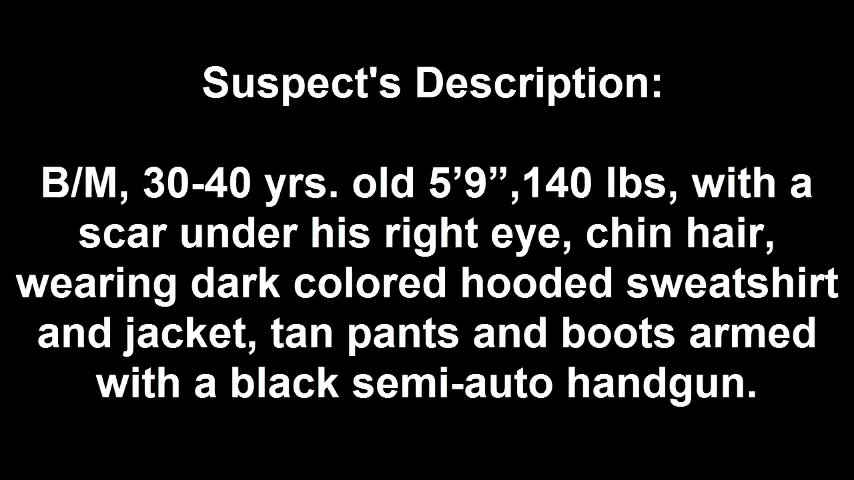 Suspect's Description:
B/M, 30-40 yrs. old 5’9”,140 lbs, with a
scar under his right eye, chin hair,
wearing dark colored hooded sweatshirt
and jacket, tan pants and boots armed
with a black semi-auto handgun.